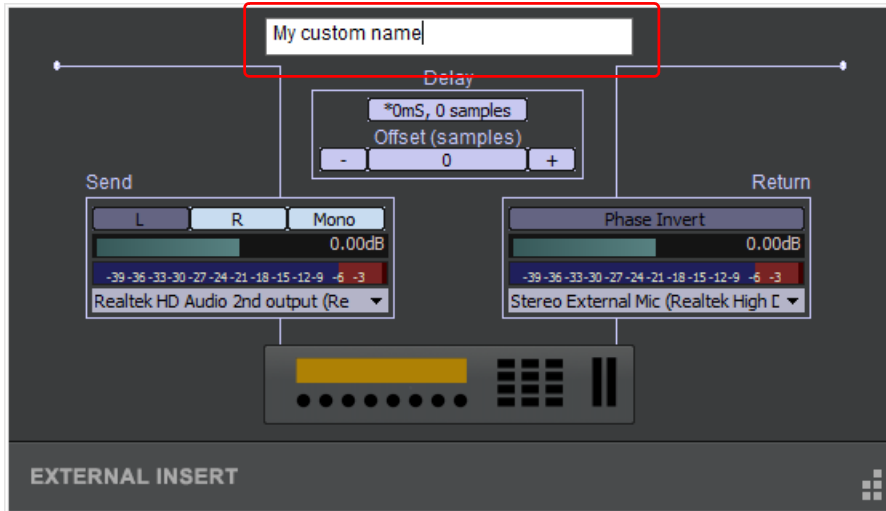 My custom name
Delay
*0mS, 0 samples
Offset (samples)
- 0 +
Send
Return
L R Mono
Phase Invert
0.00dB
0.00dB
-39 -36 -33 -30 -27 -24 -21 -18 -15 -12 -9 -6 -3
-39 -36 -33 -30 -27 -24 -21 -18 -15 -12 -9 -6 -3
Realtek HD Audio 2nd output (Re
Stereo External Mic (Realtek High D
EXTERNAL INSERT